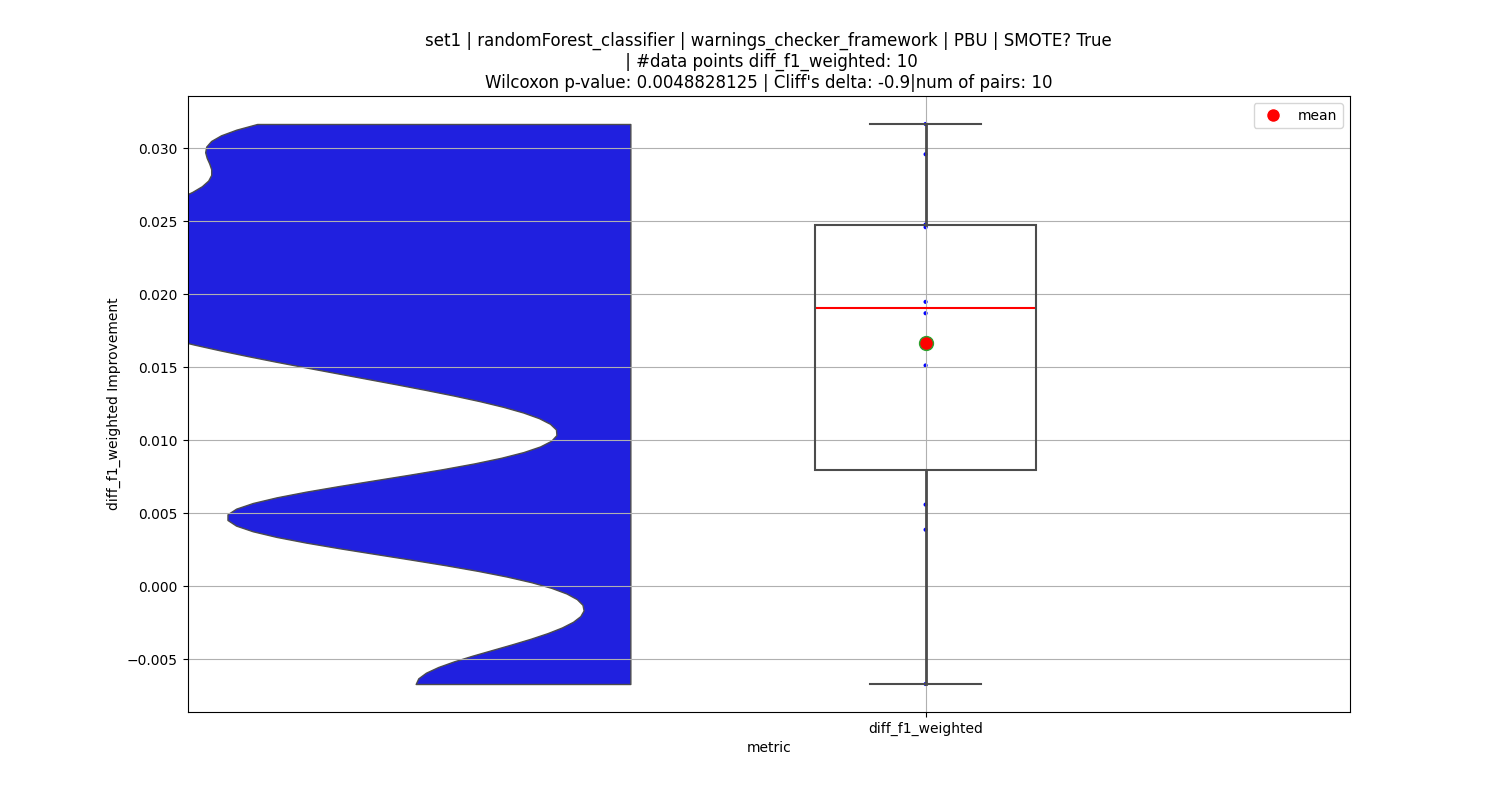 set1 | randomForest_classifier | warnings_checker_framework | PBU | SMOTE? True
| #data points diff_f1_weighted: 10
Wilcoxon p-value: 0.0048828125 | Cliff's delta: -0.9|num of pairs: 10
mean
0.030
0.025
0.020
0.015
0.010
0.005
0.000
−0.005
diff_f1_weighted Improvement
diff_f1_weighted
metric